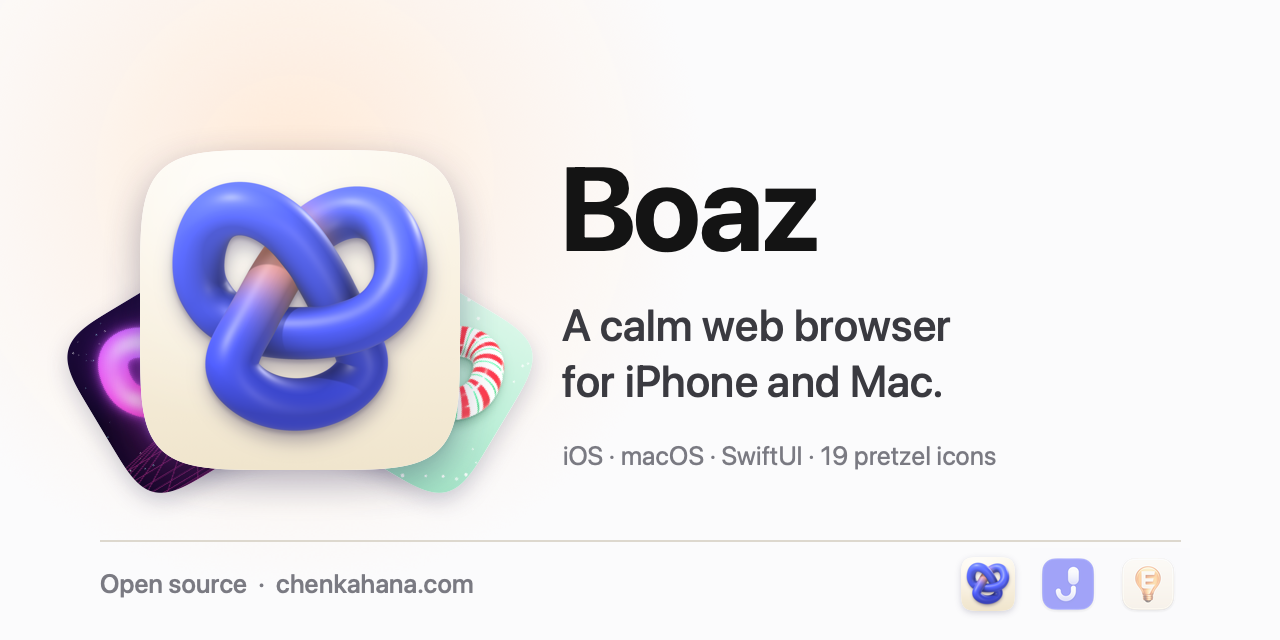 Boaz
A calm web browser
for iPhone and Mac.
iOS · macOS · SwiftUI · 19 pretzel icons
Open source · chenkahana.com
J
E